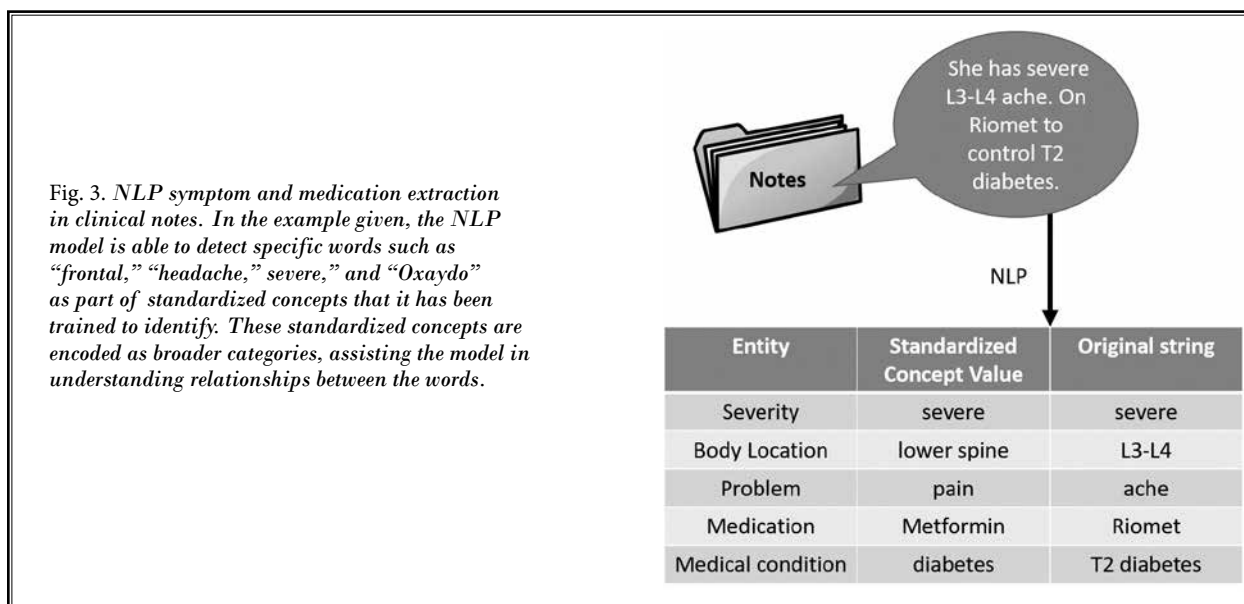 Fig. 3. NLP symptom and medication extraction
in clinical notes. In the example given, the NLP
model is able to detect specific words such as
“frontal,” “headache,” severe,” and “Oxaydo”
as part of standardized concepts that it has been
trained to identify. These standardized concepts are
encoded as broader categories, assisting the model in
understanding relationships between the words.
She has severe
L3-L4 ache. On
Riomet to
control T2
diabetes.
Notes
NLP
Entity Standardized Concept Value Original string
Severity severe severe
Body Location lower spine L3-L4
Problem pain ache
Medication Metformin Riomet
Medical condition diabetes T2 diabetes